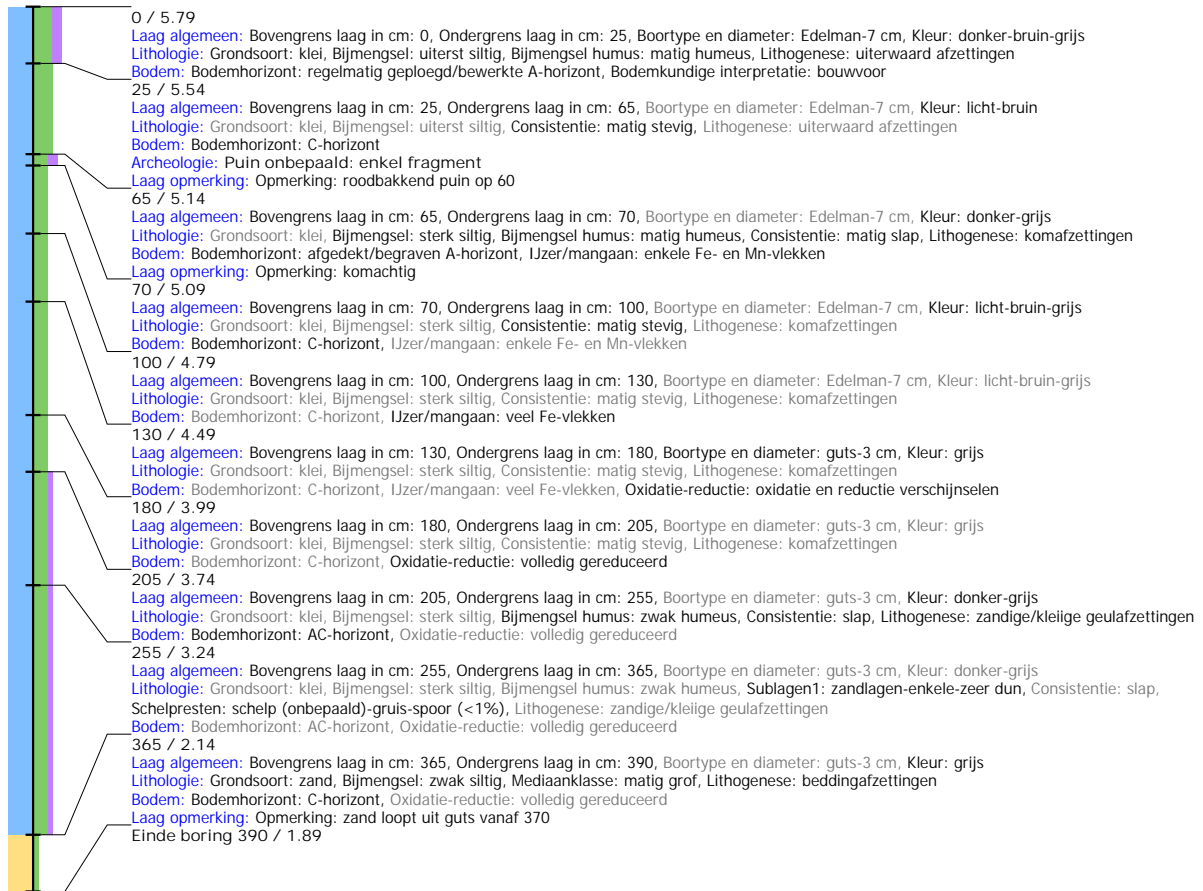 0 / 5.79
Laag algemeen: Bovengrens laag in cm: 0, Ondergrens laag in cm: 25, Boortype en diameter: Edelman-7 cm, Kleur: donker-bruin-grijs
Lithologie: Grondsoort: klei, Bijmengsel: uiterst siltig, Bijmengsel humus: matig humeus, Lithogenese: uiterwaard afzettingen
Bodem: Bodemhorizont: regelmatig geploegd/bewerkte A-horizont, Bodemkundige interpretatie: bouwvoor
25 / 5.54
Laag algemeen: Bovengrens laag in cm: 25, Ondergrens laag in cm: 65, Boortype en diameter: Edelman-7 cm, Kleur: licht-bruin
Lithologie: Grondsoort: klei, Bijmengsel: uiterst siltig, Consistentie: matig stevig, Lithogenese: uiterwaard afzettingen
Bodem: Bodemhorizont: C-horizont
Archeologie: Puin onbepaald: enkel fragment
Laag opmerking: Opmerking: roodbakkend puin op 60
65 / 5.14
Laag algemeen: Bovengrens laag in cm: 65, Ondergrens laag in cm: 70, Boortype en diameter: Edelman-7 cm, Kleur: donker-grijs
Lithologie: Grondsoort: klei, Bijmengsel: sterk siltig, Bijmengsel humus: matig humeus, Consistentie: matig slap, Lithogenese: komafzettingen
Bodem: Bodemhorizont: afgedekt/begraven A-horizont, IJzer/mangaan: enkele Fe- en Mn-vlekken
Laag opmerking: Opmerking: komachtig
70 / 5.09
Laag algemeen: Bovengrens laag in cm: 70, Ondergrens laag in cm: 100, Boortype en diameter: Edelman-7 cm, Kleur: licht-bruin-grijs
Lithologie: Grondsoort: klei, Bijmengsel: sterk siltig, Consistentie: matig stevig, Lithogenese: komafzettingen
Bodem: Bodemhorizont: C-horizont, IJzer/mangaan: enkele Fe- en Mn-vlekken
100 / 4.79
Laag algemeen: Bovengrens laag in cm: 100, Ondergrens laag in cm: 130, Boortype en diameter: Edelman-7 cm, Kleur: licht-bruin-grijs
Lithologie: Grondsoort: klei, Bijmengsel: sterk siltig, Consistentie: matig stevig, Lithogenese: komafzettingen
Bodem: Bodemhorizont: C-horizont, IJzer/mangaan: veel Fe-vlekken
130 / 4.49
Laag algemeen: Bovengrens laag in cm: 130, Ondergrens laag in cm: 180, Boortype en diameter: guts-3 cm, Kleur: grijs
Lithologie: Grondsoort: klei, Bijmengsel: sterk siltig, Consistentie: matig stevig, Lithogenese: komafzettingen
Bodem: Bodemhorizont: C-horizont, IJzer/mangaan: veel Fe-vlekken, Oxidatie-reductie: oxidatie en reductie verschijnselen
180 / 3.99
Laag algemeen: Bovengrens laag in cm: 180, Ondergrens laag in cm: 205, Boortype en diameter: guts-3 cm, Kleur: grijs
Lithologie: Grondsoort: klei, Bijmengsel: sterk siltig, Consistentie: matig stevig, Lithogenese: komafzettingen
Bodem: Bodemhorizont: C-horizont, Oxidatie-reductie: volledig gereduceerd
205 / 3.74
Laag algemeen: Bovengrens laag in cm: 205, Ondergrens laag in cm: 255, Boortype en diameter: guts-3 cm, Kleur: donker-grijs
Lithologie: Grondsoort: klei, Bijmengsel: sterk siltig, Bijmengsel humus: zwak humeus, Consistentie: slap, Lithogenese: zandige/kleiige geulafzettingen
Bodem: Bodemhorizont: AC-horizont, Oxidatie-reductie: volledig gereduceerd
255 / 3.24
Laag algemeen: Bovengrens laag in cm: 255, Ondergrens laag in cm: 365, Boortype en diameter: guts-3 cm, Kleur: donker-grijs
Lithologie: Grondsoort: klei, Bijmengsel: sterk siltig, Bijmengsel humus: zwak humeus, Sublagen1: zandlagen-enkele-zeer dun, Consistentie: slap,
Schelpresten: schelp (onbepaald)-gruis-spoor (<1%), Lithogenese: zandige/kleiige geulafzettingen
Bodem: Bodemhorizont: AC-horizont, Oxidatie-reductie: volledig gereduceerd
365 / 2.14
Laag algemeen: Bovengrens laag in cm: 365, Ondergrens laag in cm: 390, Boortype en diameter: guts-3 cm, Kleur: grijs
Lithologie: Grondsoort: zand, Bijmengsel: zwak siltig, Mediaanklasse: matig grof, Lithogenese: beddingafzettingen
Bodem: Bodemhorizont: C-horizont, Oxidatie-reductie: volledig gereduceerd
Laag opmerking: Opmerking: zand loopt uit guts vanaf 370
Einde boring 390 / 1.89